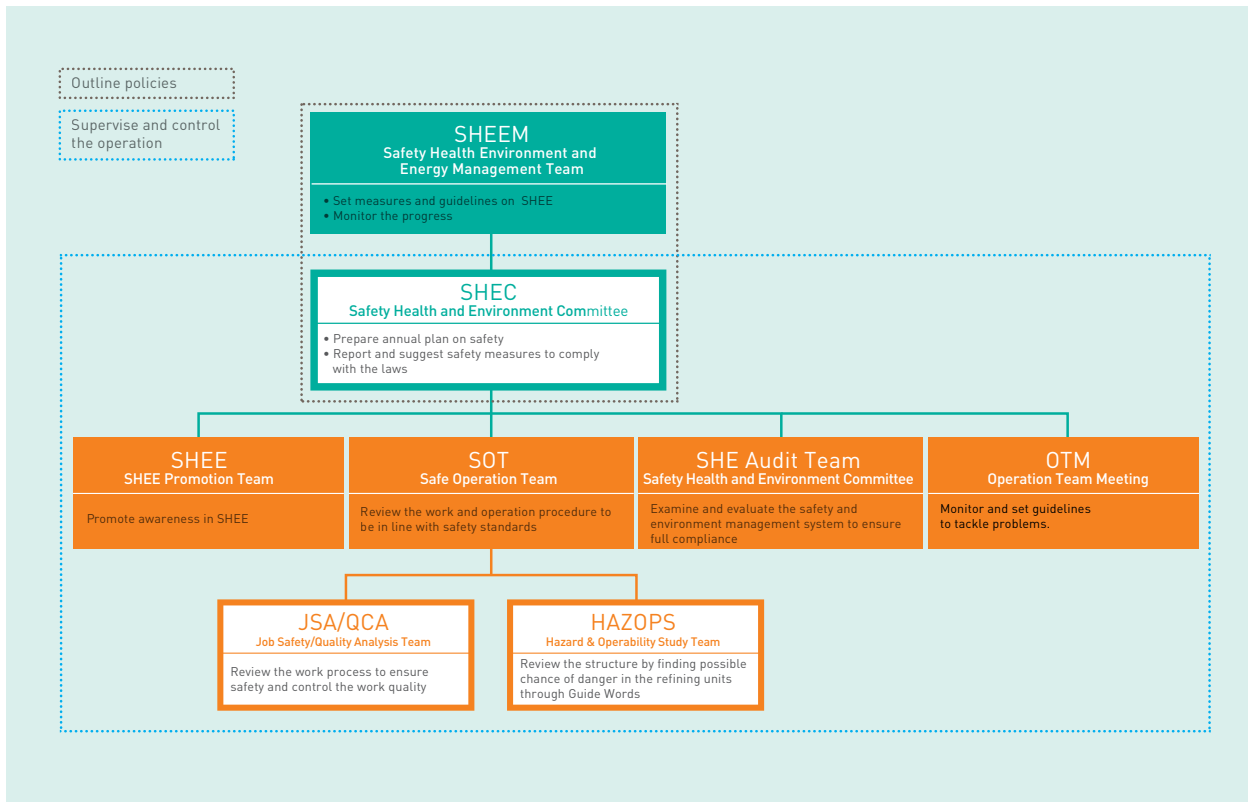 Outline policies
Supervise and control
the operation
SHEEM
Safety Health Environment and
Energy Management Team
• Set measures and guidelines on SHEE
• Monitor the progress
SHEC
Safety Health and Environment Committee
• Prepare annual plan on safety
• Report and suggest safety measures to comply
with the laws
SHEE
SHEE Promotion Team
Promote awareness in SHEE
SOT
Safe Operation Team
Review the work and operation procedure to
be in line with safety standards
SHE Audit Team
Safety Health and Environment Committee
Examine and evaluate the safety and
environment management system to ensure
full compliance
OTM
Operation Team Meeting
Monitor and set guidelines
to tackle problems.
JSA/QCA
Job Safety/Quality Analysis Team
Review the work process to ensure
safety and control the work quality
HAZOPS
Hazard & Operability Study Team
Review the structure by finding possible
chance of danger in the refining units
through Guide Words